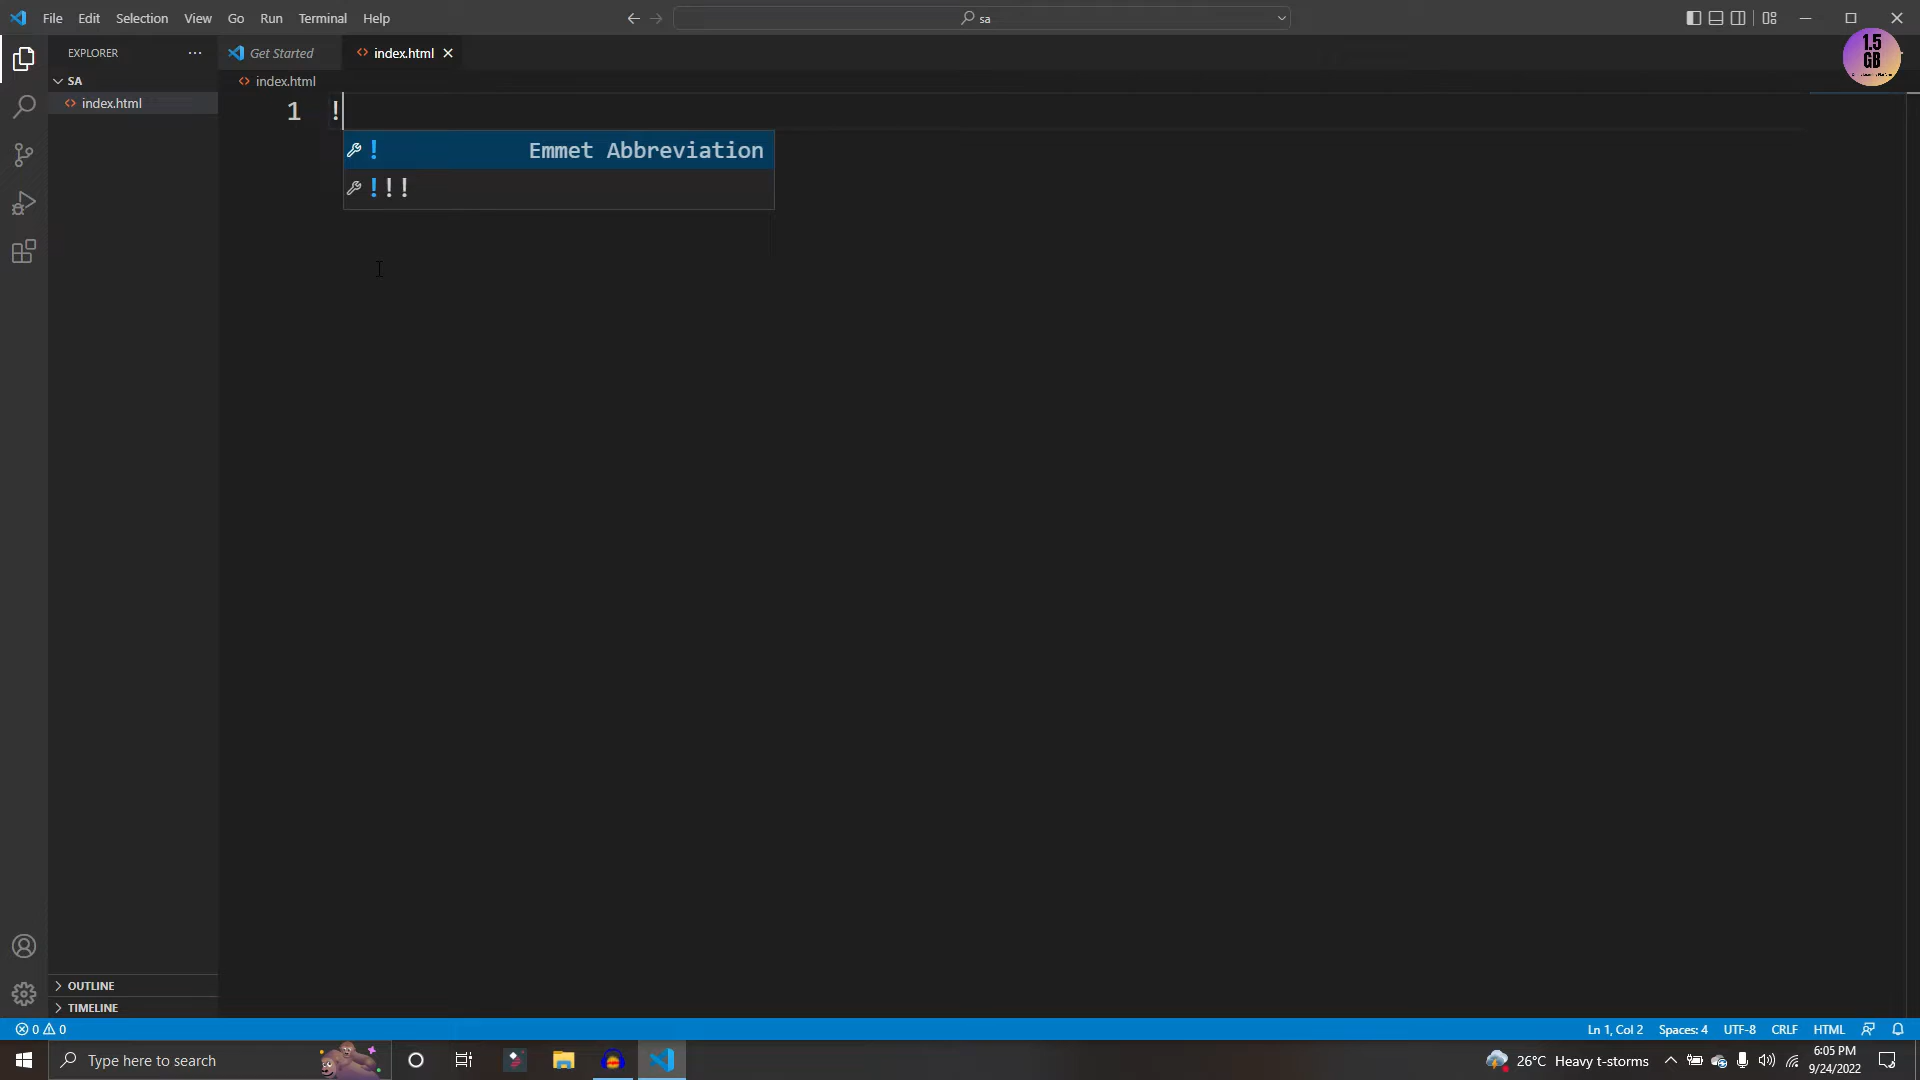 File Edit Selection View Go Run Terminal Help
sa
EXPLORER
Get Started
index.html
1.5
GB
SA
index.html
index.html
1 !
! Emmet Abbreviation
!!!
OUTLINE
TIMELINE
0 0
Ln 1, Col 2 Spaces: 4 UTF-8 CRLF HTML
Type here to search
26°C Heavy t-storms
6:05 PM
9/24/2022